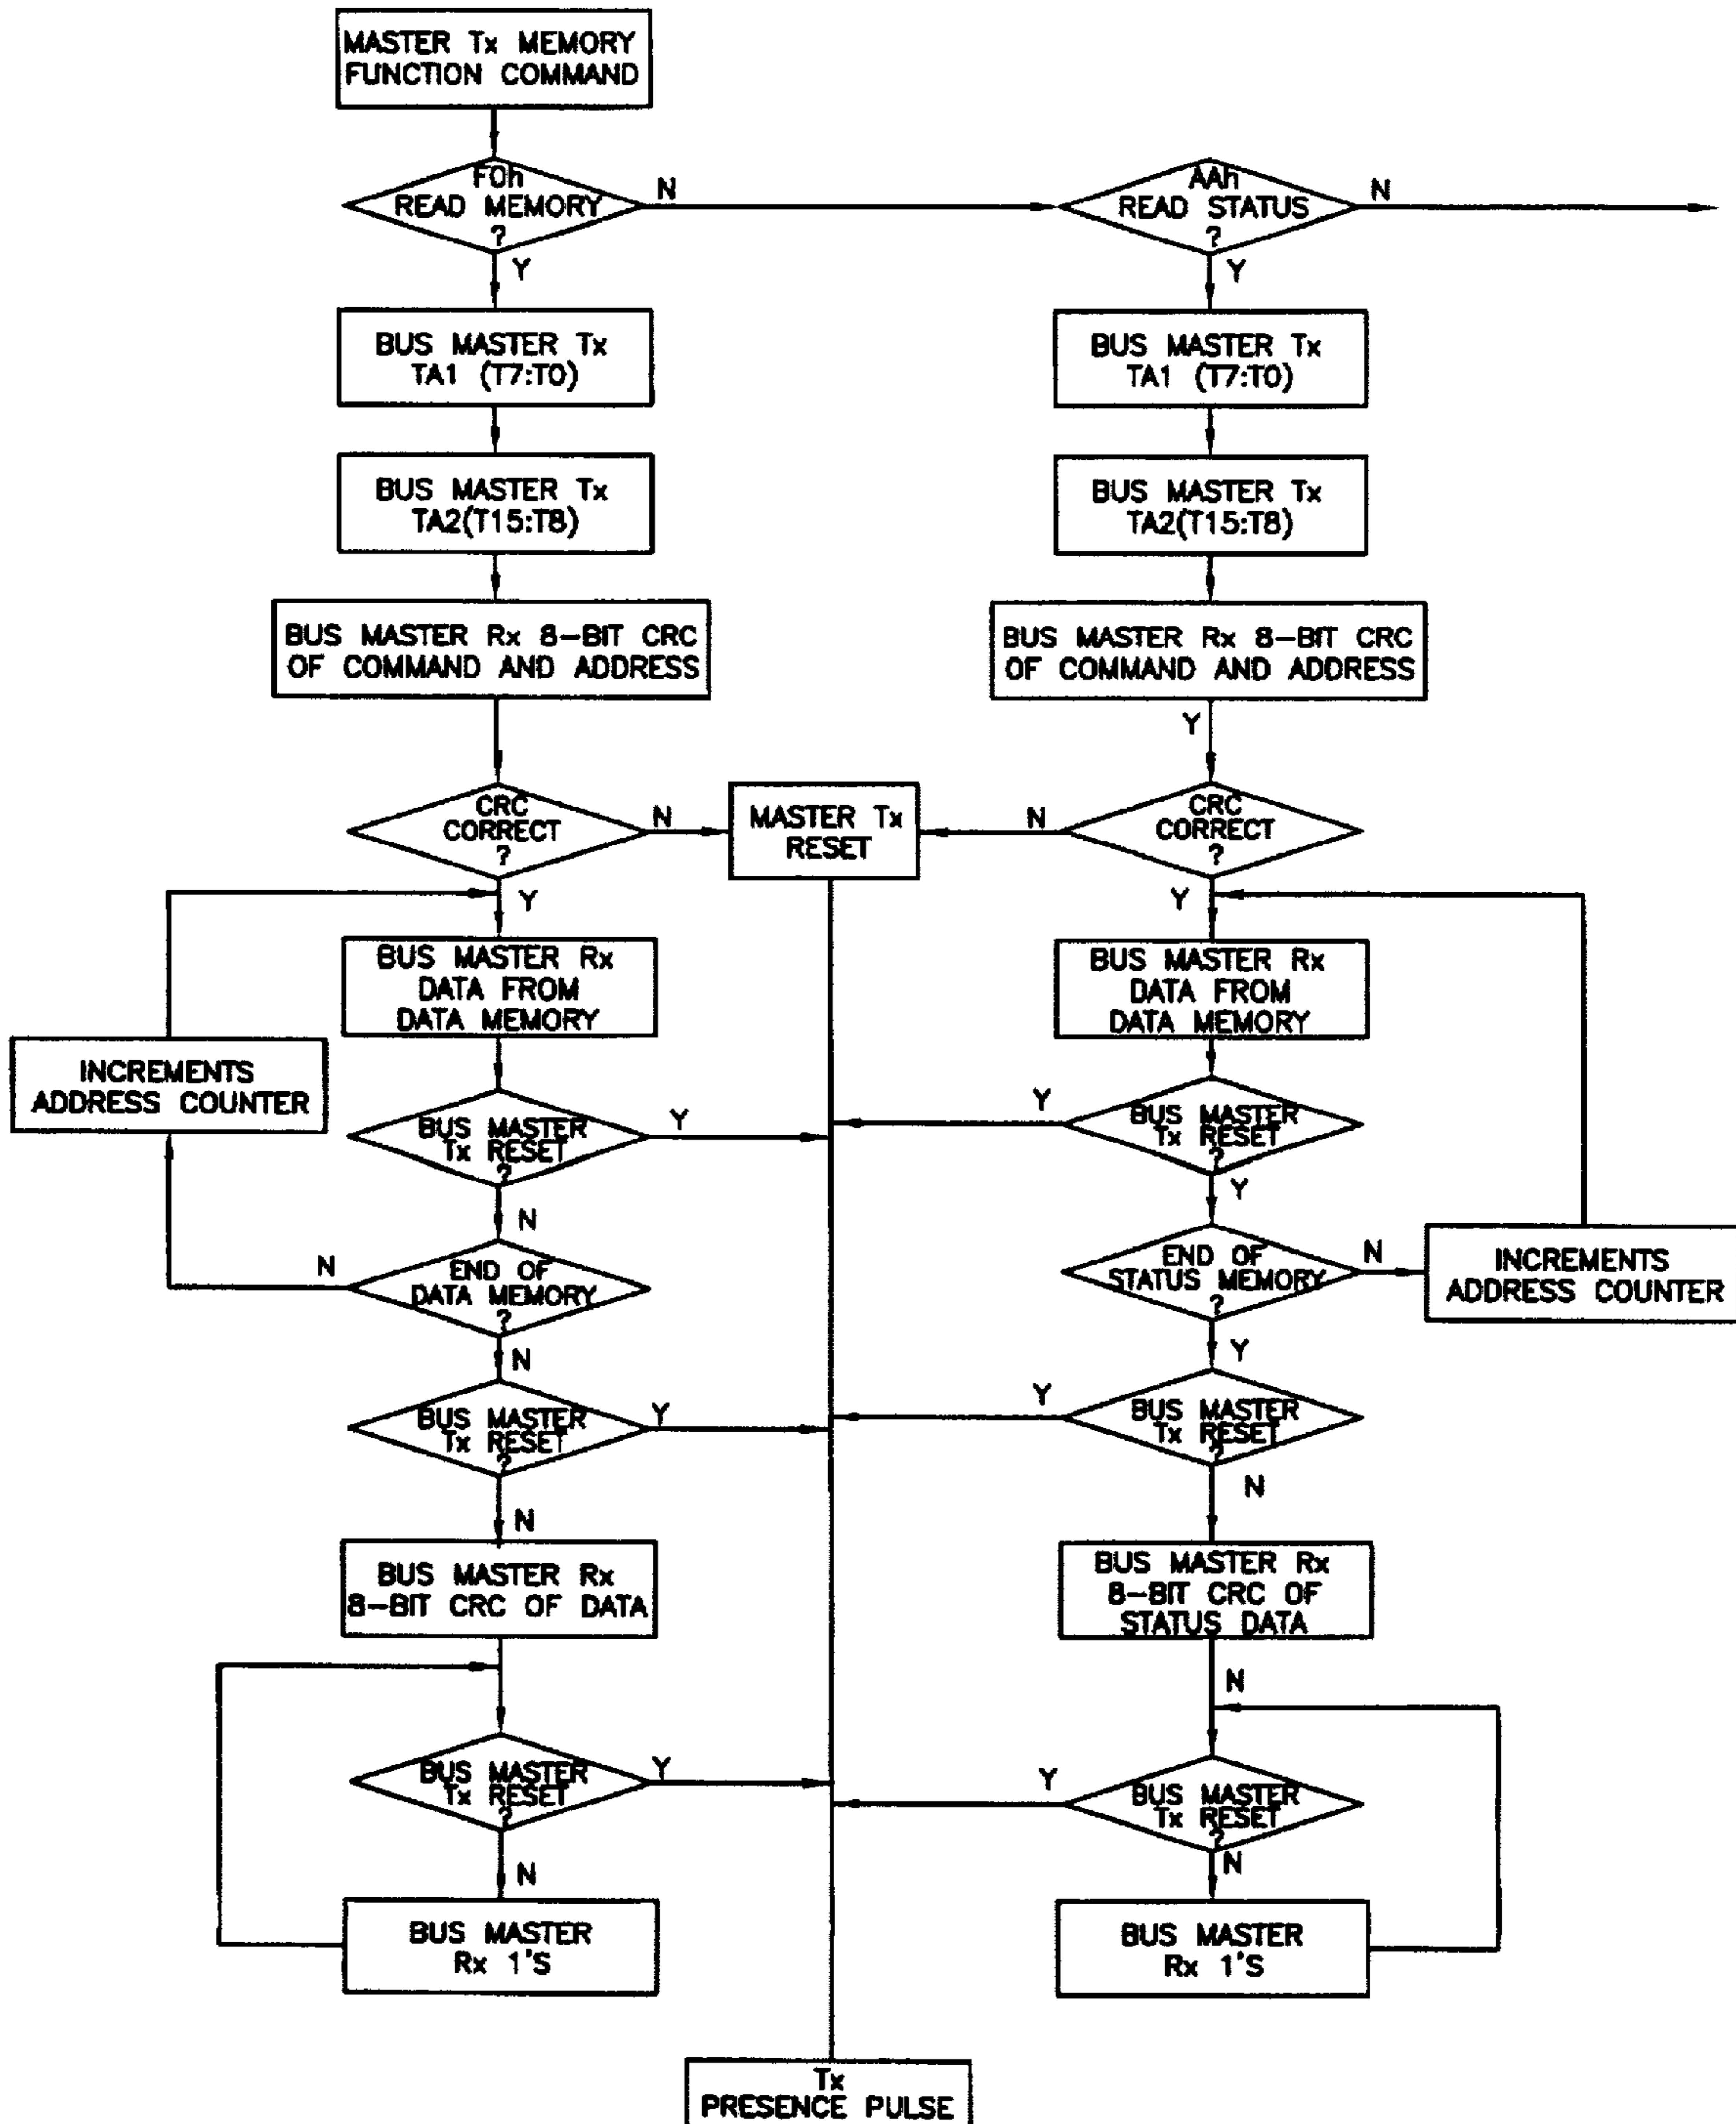 MASTER Tx MEMORY
FUNCTION COMMAND
F0h
READ MEMORY
?
N
Y
AAh
READ STATUS
?
N
Y
BUS MASTER Tx
TA1 (T7:T0)
BUS MASTER Tx
TA1 (T7:T0)
BUS MASTER Tx
TA2(T15:T8)
BUS MASTER Tx
TA2(T15:T8)
BUS MASTER Rx 8-BIT CRC
OF COMMAND AND ADDRESS
BUS MASTER Rx 8-BIT CRC
OF COMMAND AND ADDRESS
Y
CRC
CORRECT
?
N
Y
MASTER Tx
RESET
N
CRC
CORRECT
?
Y
BUS MASTER Rx
DATA FROM
DATA MEMORY
BUS MASTER Rx
DATA FROM
DATA MEMORY
INCREMENTS
ADDRESS COUNTER
BUS MASTER
Tx RESET
?
Y
N
Y
BUS MASTER
Tx RESET
?
Y
N
END OF
DATA MEMORY
?
N
END OF
STATUS MEMORY
?
N
Y
INCREMENTS
ADDRESS COUNTER
BUS MASTER
Tx RESET
?
Y
N
Y
BUS MASTER
Tx RESET
?
N
BUS MASTER Rx
8-BIT CRC OF DATA
BUS MASTER Rx
8-BIT CRC OF
STATUS DATA
N
BUS MASTER
Tx RESET
?
Y
N
Y
BUS MASTER
Tx RESET
?
N
BUS MASTER
Rx 1'S
BUS MASTER
Rx 1'S
Tx
PRESENCE PULSE